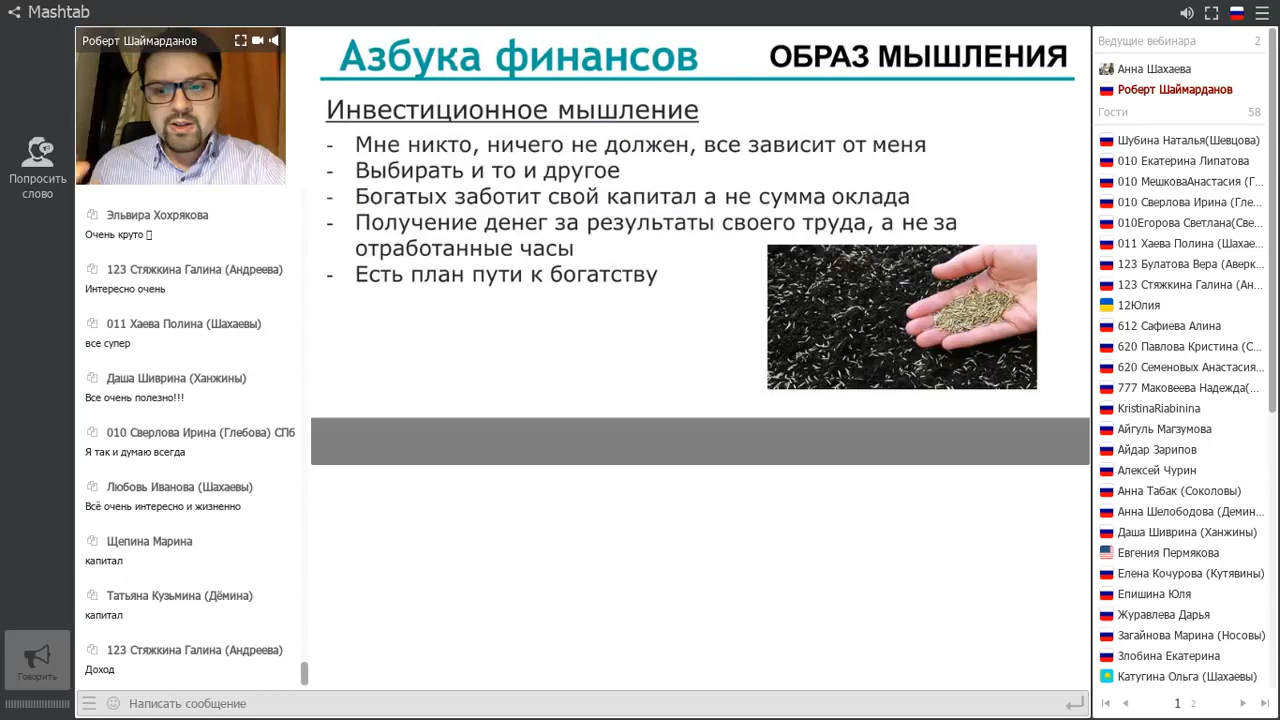 Mashtab
Роберт Шаймарданов
Попросить
слово
Говорить
Эльвира Хохрякова
Очень круто
123 Стяжкина Галина (Андреева)
Интересно очень
011 Хаева Полина (Шахаевы)
все супер
Даша Шиврина (Ханжины)
Все очень полезно!!!
010 Сверлова Ирина (Глебова) СПб
Я так и думаю всегда
Любовь Иванова (Шахаевы)
Всё очень интересно и жизненно
Щепина Марина
капитал
Татьяна Кузьмина (Дёмина)
капитал
123 Стяжкина Галина (Андреева)
Доход
Написать сообщение
Азбука финансов
ОБРАЗ МЫШЛЕНИЯ
Инвестиционное мышление
- Мне никто, ничего не должен, все зависит от меня
- Выбирать и то и другое
- Богатых заботит свой капитал а не сумма оклада
- Получение денег за результаты своего труда, а не за
отработанные часы
- Есть план пути к богатству
Ведущие вебинара 2
Анна Шахаева
Роберт Шаймарданов
Гости 58
Шубина Наталья(Шевцова)
010 Екатерина Липатова
010 МешковаАнастасия (Г...
010 Сверлова Ирина (Гле...
010Егорова Светлана(Све...
011 Хаева Полина (Шахае...
123 Булатова Вера (Аверк...
123 Стяжкина Галина (Ан...
12Юлия
612 Сафиева Алина
620 Павлова Кристина (С...
620 Семеновых Анастасия...
777 Маковеева Надежда(...
KristinaRiabinina
Айгуль Магзумова
Айдар Зарипов
Алексей Чурин
Анна Табак (Соколовы)
Анна Шелободова (Демин...
Даша Шиврина (Ханжины)
Евгения Пермякова
Елена Кочурова (Кутявины)
Епишина Юля
Журавлева Дарья
Загайнова Марина (Носовы)
Злобина Екатерина
Катугина Ольга (Шахаевы)
1 2